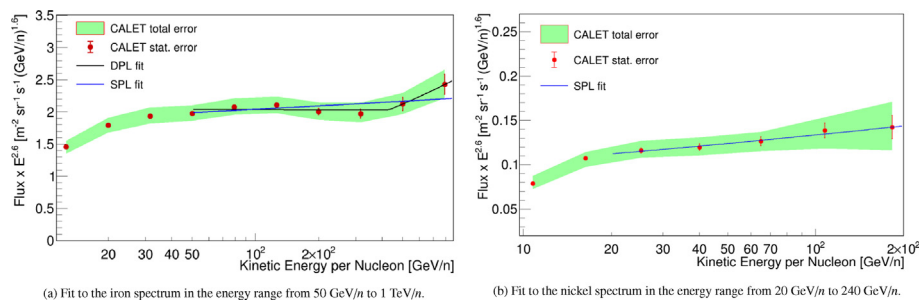 Flux x E^2.6 [m^-2 sr^-1 s^-1 (GeV/n)^1.6]
3.5
3
2.5
2
1.5
1
0.5
0
CALET total error
CALET stat. error
DPL fit
SPL fit
20 30 40 50 10^2 2×10^2
Kinetic Energy per Nucleon [GeV/n]
(a) Fit to the iron spectrum in the energy range from 50 GeV/n to 1 TeV/n.
Flux x E^2.6 [m^-2 sr^-1 s^-1 (GeV/n)^1.6]
0.25
0.2
0.15
0.1
0.05
CALET total error
CALET stat. error
SPL fit
10 20 30 40 50 60 70 10^2 2×10^2
Kinetic Energy per Nucleon [GeV/n]
(b) Fit to the nickel spectrum in the energy range from 20 GeV/n to 240 GeV/n.